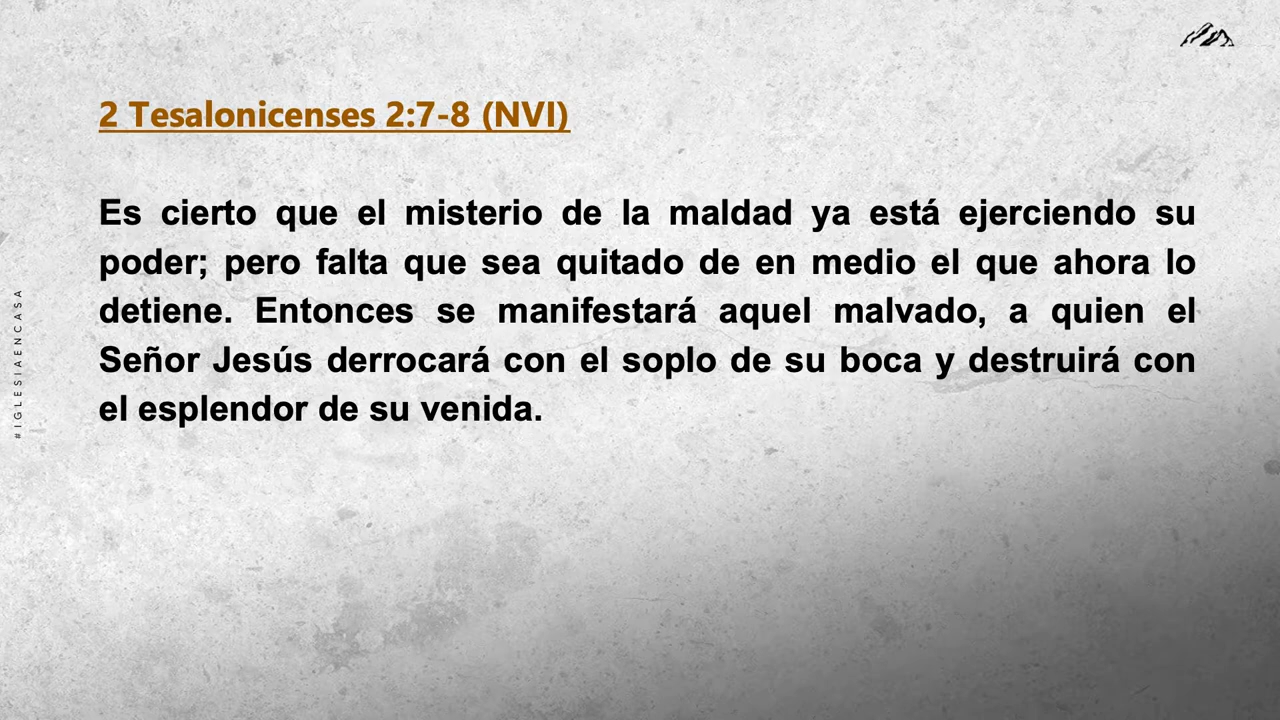 2 Tesalonicenses 2:7-8 (NVI)
Es cierto que el misterio de la maldad ya está ejerciendo su
poder; pero falta que sea quitado de en medio el que ahora lo
detiene. Entonces se manifestará aquel malvado, a quien el
Señor Jesús derrocará con el soplo de su boca y destruirá con
el esplendor de su venida.
#IGLESIAENCASA